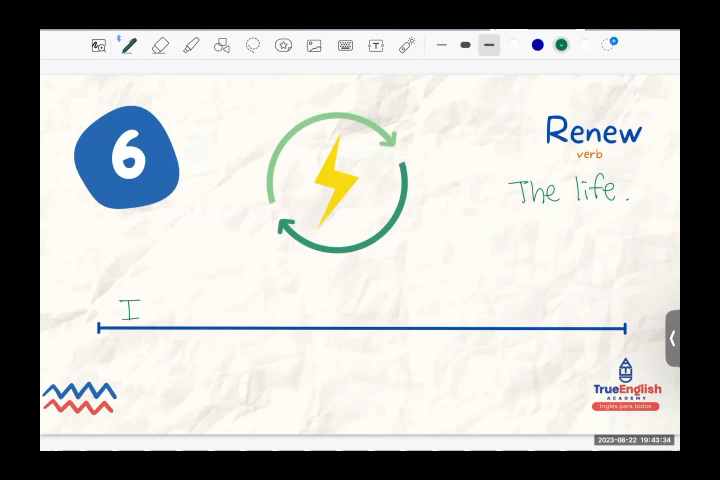 6
Renew
verb
The life.
I
TrueEnglish
ACADEMY
Inglés para todos
2023-08-22 19:43:34